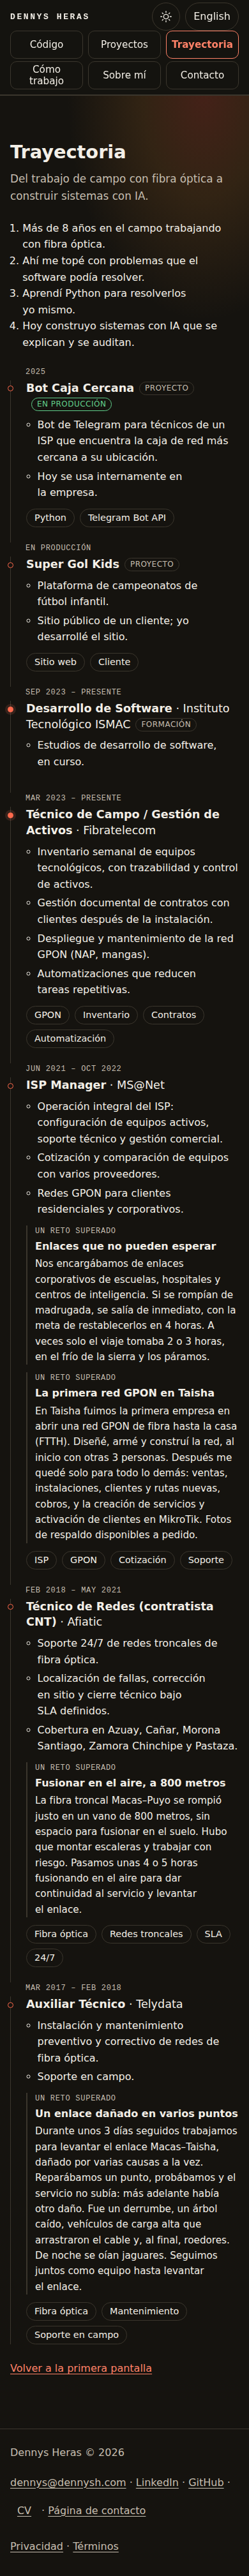 DENNYS HERAS
English
Código
Proyectos
Trayectoria
Cómo
trabajo
Sobre mí
Contacto
Trayectoria
Del trabajo de campo con fibra óptica a
construir sistemas con IA.
1. Más de 8 años en el campo trabajando
con fibra óptica.
2. Ahí me topé con problemas que el
software podía resolver.
3. Aprendí Python para resolverlos
yo mismo.
4. Hoy construyo sistemas con IA que se
explican y se auditan.
2025
Bot Caja Cercana PROYECTO
EN PRODUCCIÓN
Bot de Telegram para técnicos de un
ISP que encuentra la caja de red más
cercana a su ubicación.
Hoy se usa internamente en
la empresa.
Python
Telegram Bot API
EN PRODUCCIÓN
Super Gol Kids PROYECTO
Plataforma de campeonatos de
fútbol infantil.
Sitio público de un cliente; yo
desarrollé el sitio.
Sitio web
Cliente
SEP 2023 – PRESENTE
Desarrollo de Software · Instituto
Tecnológico ISMAC FORMACIÓN
Estudios de desarrollo de software,
en curso.
MAR 2023 – PRESENTE
Técnico de Campo / Gestión de
Activos · Fibratelecom
Inventario semanal de equipos
tecnológicos, con trazabilidad y control
de activos.
Gestión documental de contratos con
clientes después de la instalación.
Despliegue y mantenimiento de la red
GPON (NAP, mangas).
Automatizaciones que reducen
tareas repetitivas.
GPON
Inventario
Contratos
Automatización
JUN 2021 – OCT 2022
ISP Manager · MS@Net
Operación integral del ISP:
configuración de equipos activos,
soporte técnico y gestión comercial.
Cotización y comparación de equipos
con varios proveedores.
Redes GPON para clientes
residenciales y corporativos.
UN RETO SUPERADO
Enlaces que no pueden esperar
Nos encargábamos de enlaces
corporativos de escuelas, hospitales y
centros de inteligencia. Si se rompían de
madrugada, se salía de inmediato, con la
meta de restablecerlos en 4 horas. A
veces solo el viaje tomaba 2 o 3 horas,
en el frío de la sierra y los páramos.
UN RETO SUPERADO
La primera red GPON en Taisha
En Taisha fuimos la primera empresa en
abrir una red GPON de fibra hasta la casa
(FTTH). Diseñé, armé y construí la red, al
inicio con otras 3 personas. Después me
quedé solo para todo lo demás: ventas,
instalaciones, clientes y rutas nuevas,
cobros, y la creación de servicios y
activación de clientes en MikroTik. Fotos
de respaldo disponibles a pedido.
ISP
GPON
Cotización
Soporte
FEB 2018 – MAY 2021
Técnico de Redes (contratista
CNT) · Afiatic
Soporte 24/7 de redes troncales de
fibra óptica.
Localización de fallas, corrección
en sitio y cierre técnico bajo
SLA definidos.
Cobertura en Azuay, Cañar, Morona
Santiago, Zamora Chinchipe y Pastaza.
UN RETO SUPERADO
Fusionar en el aire, a 800 metros
La fibra troncal Macas–Puyo se rompió
justo en un vano de 800 metros, sin
espacio para fusionar en el suelo. Hubo
que montar escaleras y trabajar con
riesgo. Pasamos unas 4 o 5 horas
fusionando en el aire para dar
continuidad al servicio y levantar
el enlace.
Fibra óptica
Redes troncales
SLA
24/7
MAR 2017 – FEB 2018
Auxiliar Técnico · Telydata
Instalación y mantenimiento
preventivo y correctivo de redes de
fibra óptica.
Soporte en campo.
UN RETO SUPERADO
Un enlace dañado en varios puntos
Durante unos 3 días seguidos trabajamos
para levantar el enlace Macas–Taisha,
dañado por varias causas a la vez.
Reparábamos un punto, probábamos y el
servicio no subía: más adelante había
otro daño. Fue un derrumbe, un árbol
caído, vehículos de carga alta que
arrastraron el cable y, al final, roedores.
De noche se oían jaguares. Seguimos
juntos como equipo hasta levantar
el enlace.
Fibra óptica
Mantenimiento
Soporte en campo
Volver a la primera pantalla
Dennys Heras © 2026
dennys@dennysh.com · LinkedIn · GitHub ·
CV · Página de contacto
Privacidad · Términos